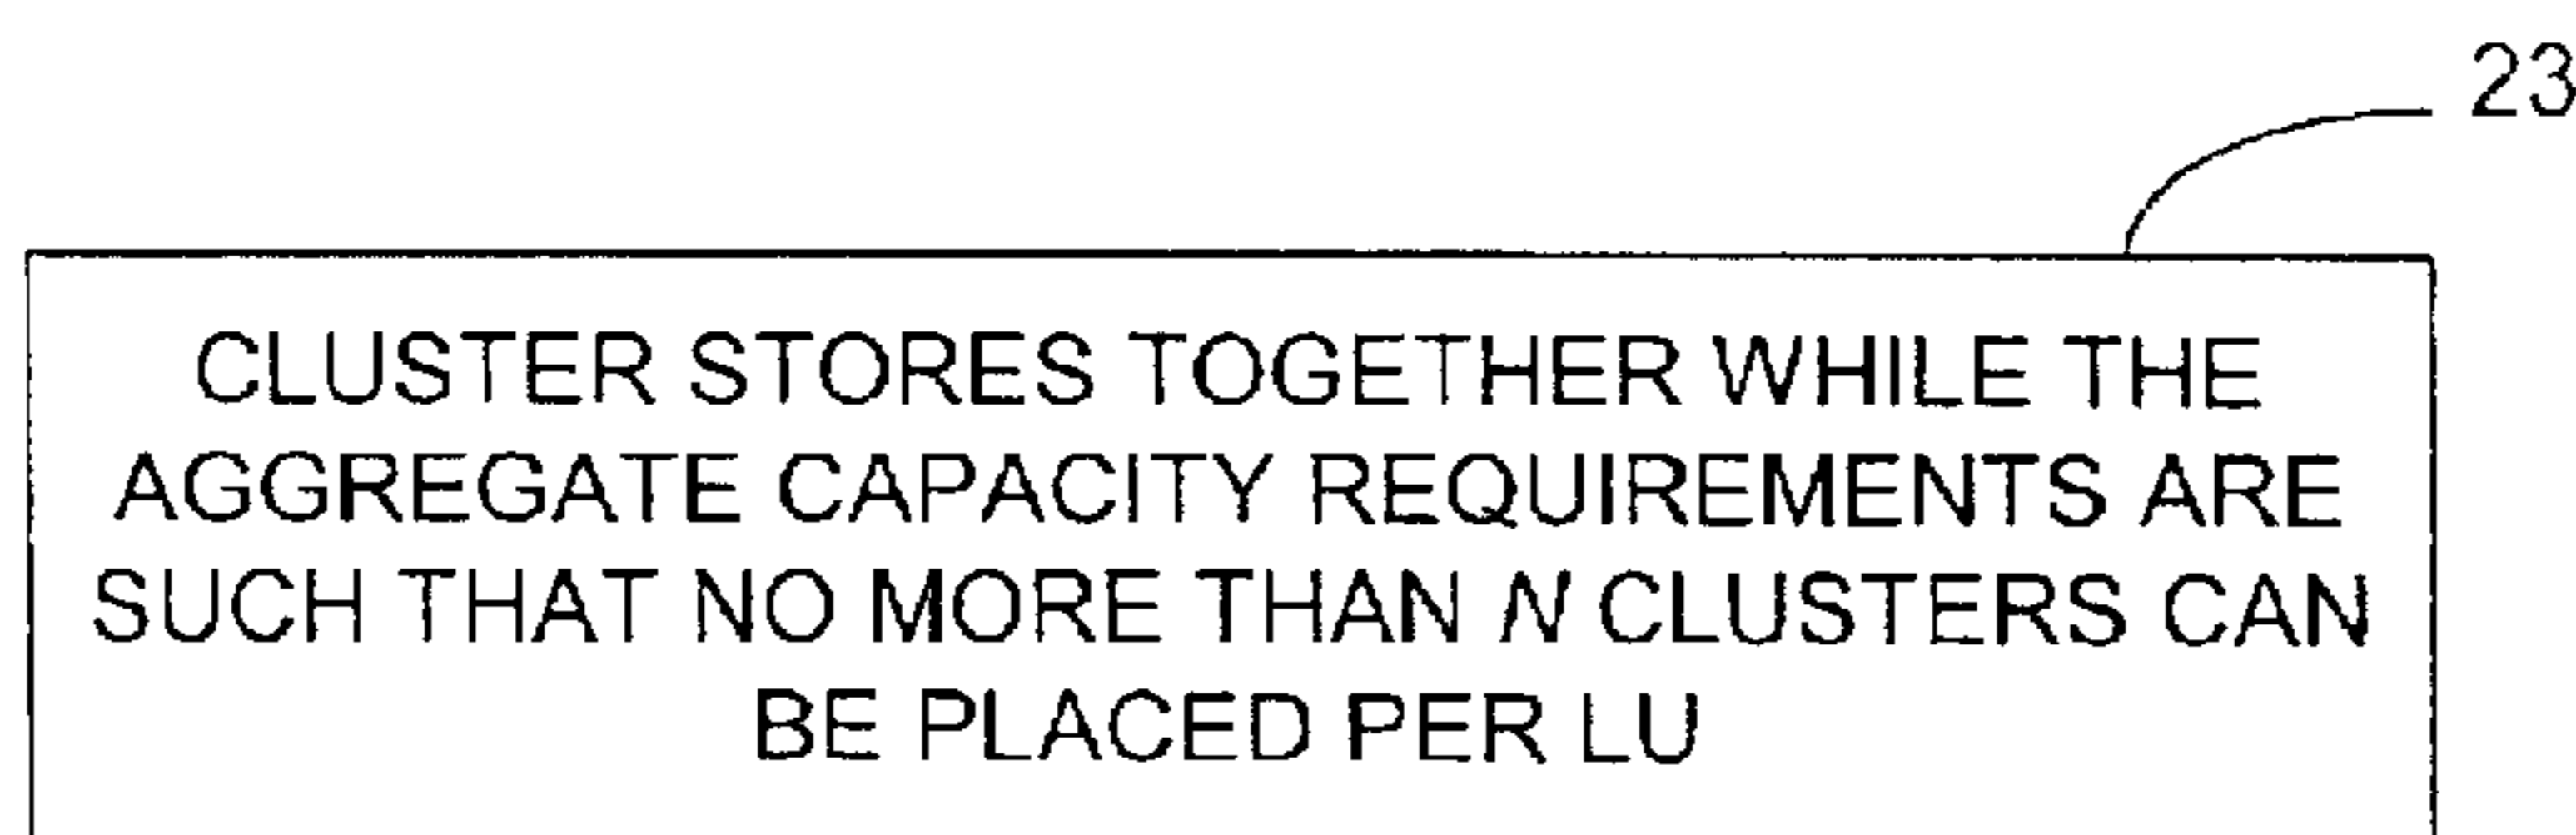 23
CLUSTER STORES TOGETHER WHILE THE
AGGREGATE CAPACITY REQUIREMENTS ARE
SUCH THAT NO MORE THAN N CLUSTERS CAN
BE PLACED PER LU